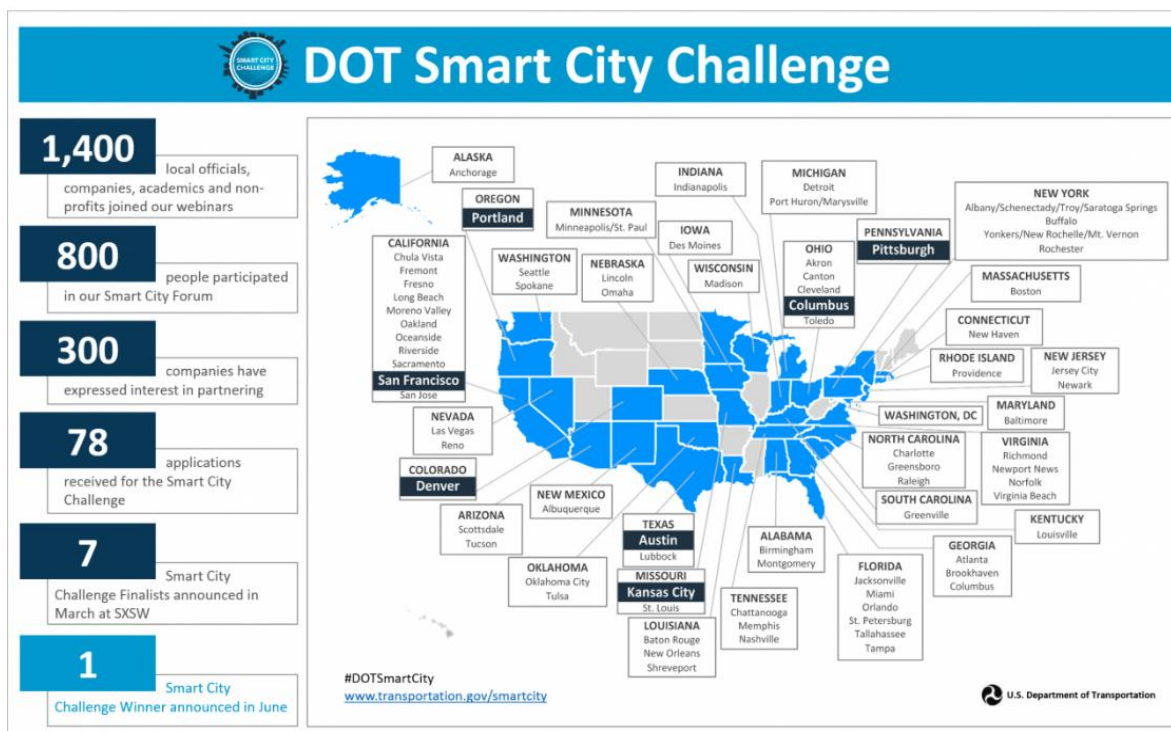 SMART CITY
CHALLENGE
DOT Smart City Challenge
1,400
local officials,
companies, academics and non-
profits joined our webinars
800
people participated
in our Smart City Forum
300
companies have
expressed interest in partnering
78
applications
received for the Smart City
Challenge
7
Smart City
Challenge Finalists announced in
March at SXSW
1
Smart City
Challenge Winner announced in June
ALASKA
Anchorage
OREGON
Portland
CALIFORNIA
Chula Vista
Fremont
Fresno
Long Beach
Moreno Valley
Oakland
Oceanside
Riverside
Sacramento
San Francisco
San Jose
WASHINGTON
Seattle
Spokane
MINNESOTA
Minneapolis/St. Paul
NEBRASKA
Lincoln
Omaha
IOWA
Des Moines
INDIANA
Indianapolis
WISCONSIN
Madison
MICHIGAN
Detroit
Port Huron/Marysville
OHIO
Akron
Canton
Cleveland
Columbus
Toledo
PENNSYLVANIA
Pittsburgh
NEW YORK
Albany/Schenectady/Troy/Saratoga Springs
Buffalo
Yonkers/New Rochelle/Mt. Vernon
Rochester
MASSACHUSETTS
Boston
CONNECTICUT
New Haven
RHODE ISLAND
Providence
NEW JERSEY
Jersey City
Newark
WASHINGTON, DC
MARYLAND
Baltimore
NEVADA
Las Vegas
Reno
COLORADO
Denver
ARIZONA
Scottsdale
Tucson
NEW MEXICO
Albuquerque
OKLAHOMA
Oklahoma City
Tulsa
TEXAS
Austin
Lubbock
MISSOURI
Kansas City
St. Louis
LOUISIANA
Baton Rouge
New Orleans
Shreveport
TENNESSEE
Chattanooga
Memphis
Nashville
ALABAMA
Birmingham
Montgomery
NORTH CAROLINA
Charlotte
Greensboro
Raleigh
VIRGINIA
Richmond
Newport News
Norfolk
Virginia Beach
SOUTH CAROLINA
Greenville
KENTUCKY
Louisville
GEORGIA
Atlanta
Brookhaven
Columbus
FLORIDA
Jacksonville
Miami
Orlando
St. Petersburg
Tallahassee
Tampa
#DOTSmartCity
www.transportation.gov/smartcity
U.S. Department of Transportation